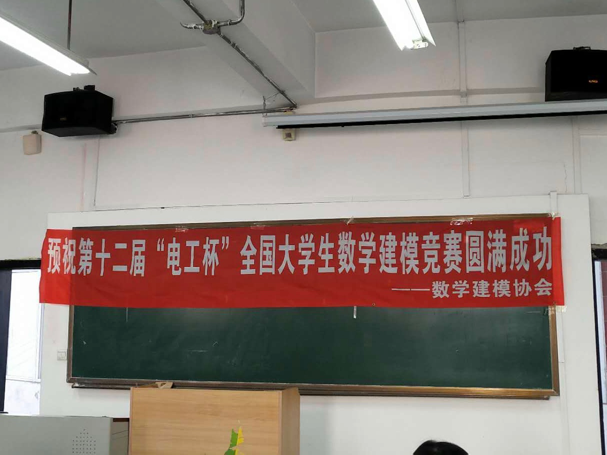 预祝第十二届“电工杯”全国大学生数学建模竞赛圆满成功
——数学建模协会